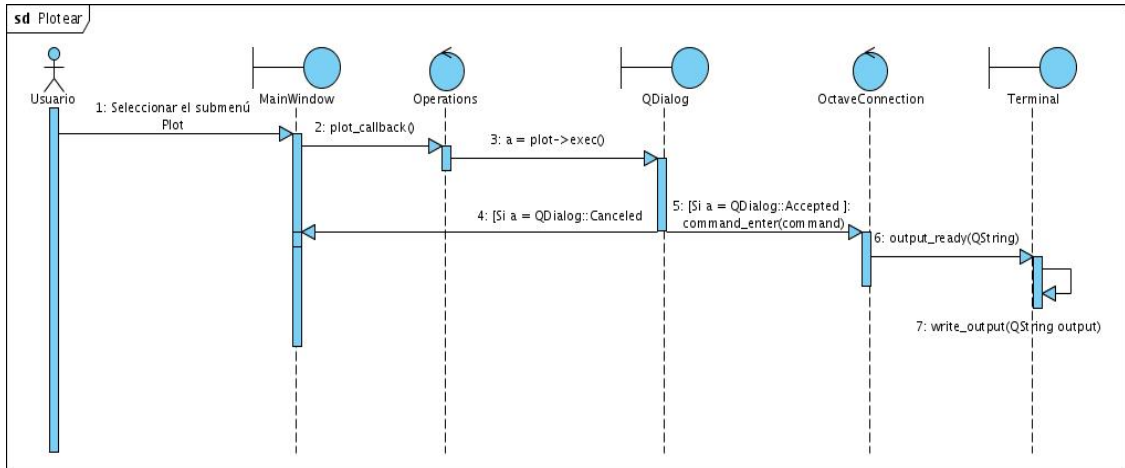 sd Plotear
Usuario
MainWindow
Operations
QDialog
OctaveConnection
Terminal
1: Seleccionar el submenú
Plot
2: plot_callback()
3: a = plot->exec()
4: [Si a = QDialog::Canceled
5: [Si a = QDialog::Accepted ]:
command_enter(command)
6: output_ready(QString)
7: write_output(QString output)